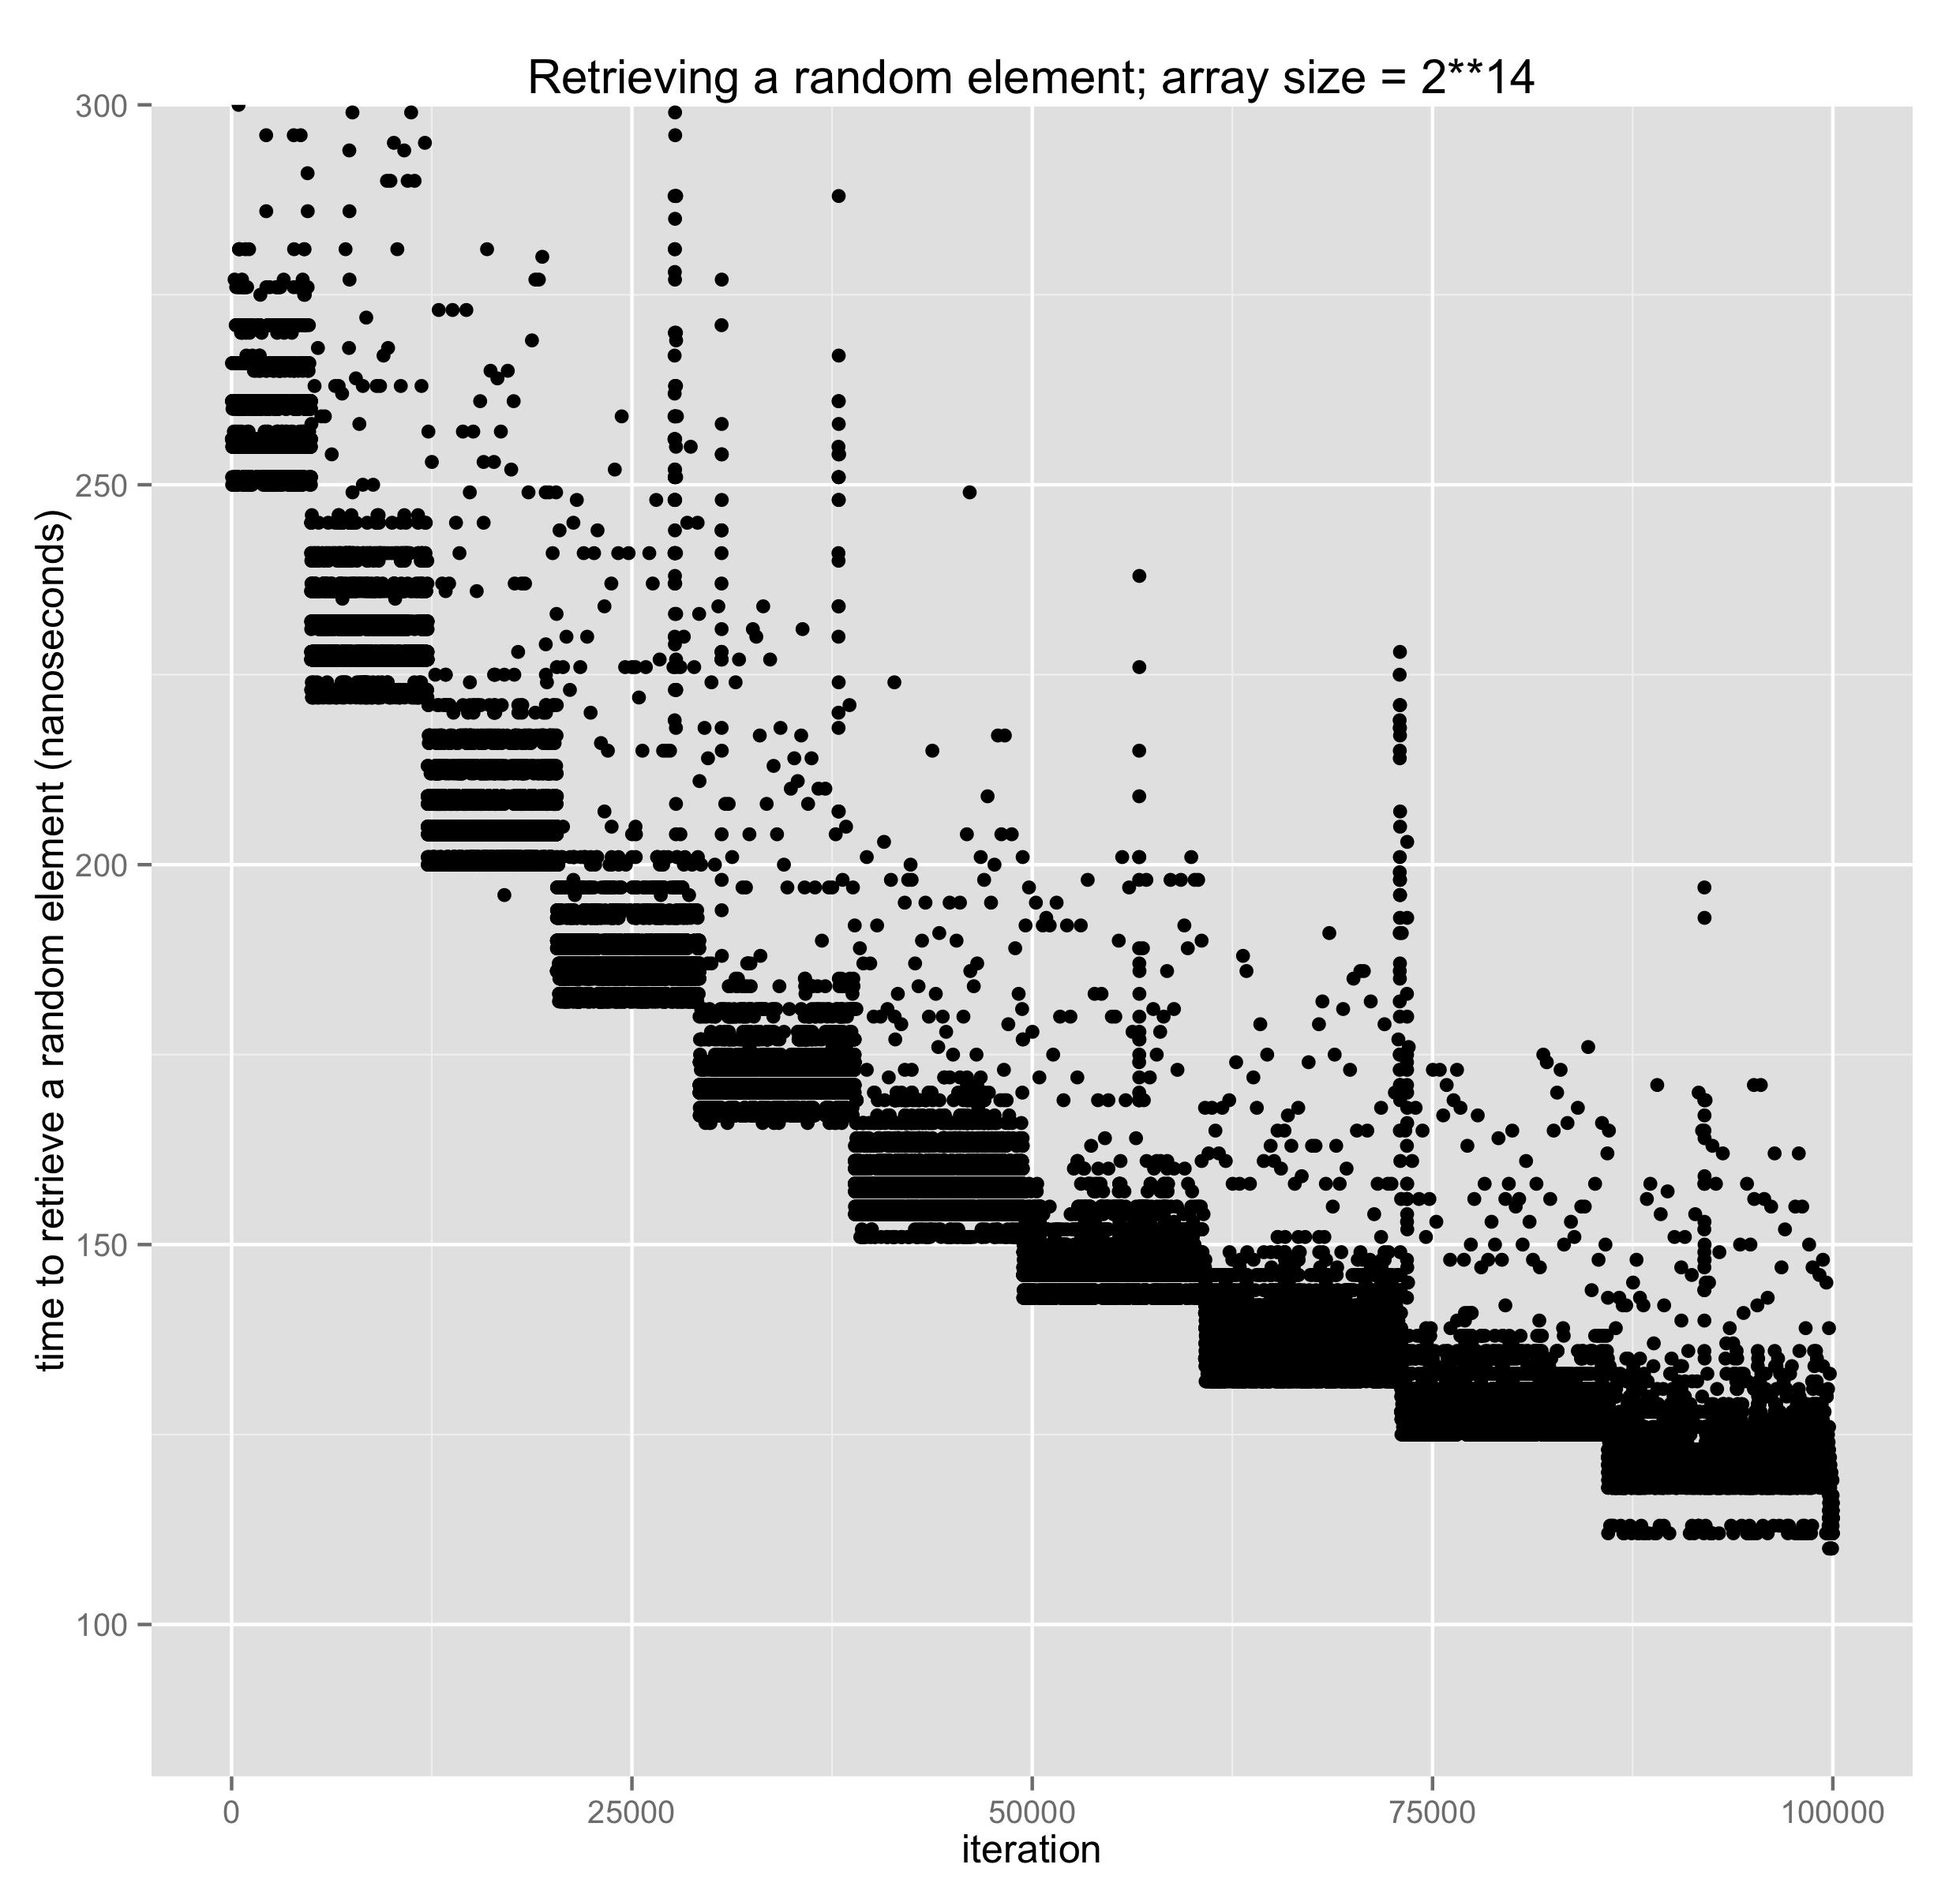 Retrieving a random element; array size = 2**14
time to retrieve a random element (nanoseconds)
300
250
200
150
100
0 25000 50000 75000 100000
iteration